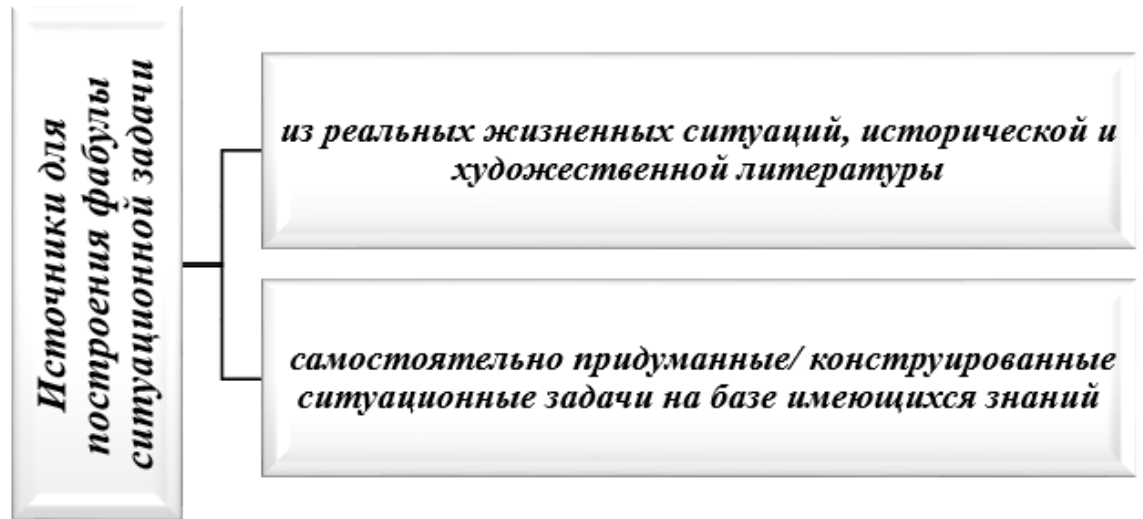 Источники для
построения фабулы
ситуационной задачи
из реальных жизненных ситуаций, исторической и
художественной литературы
самостоятельно придуманные/ конструированные
ситуационные задачи на базе имеющихся знаний